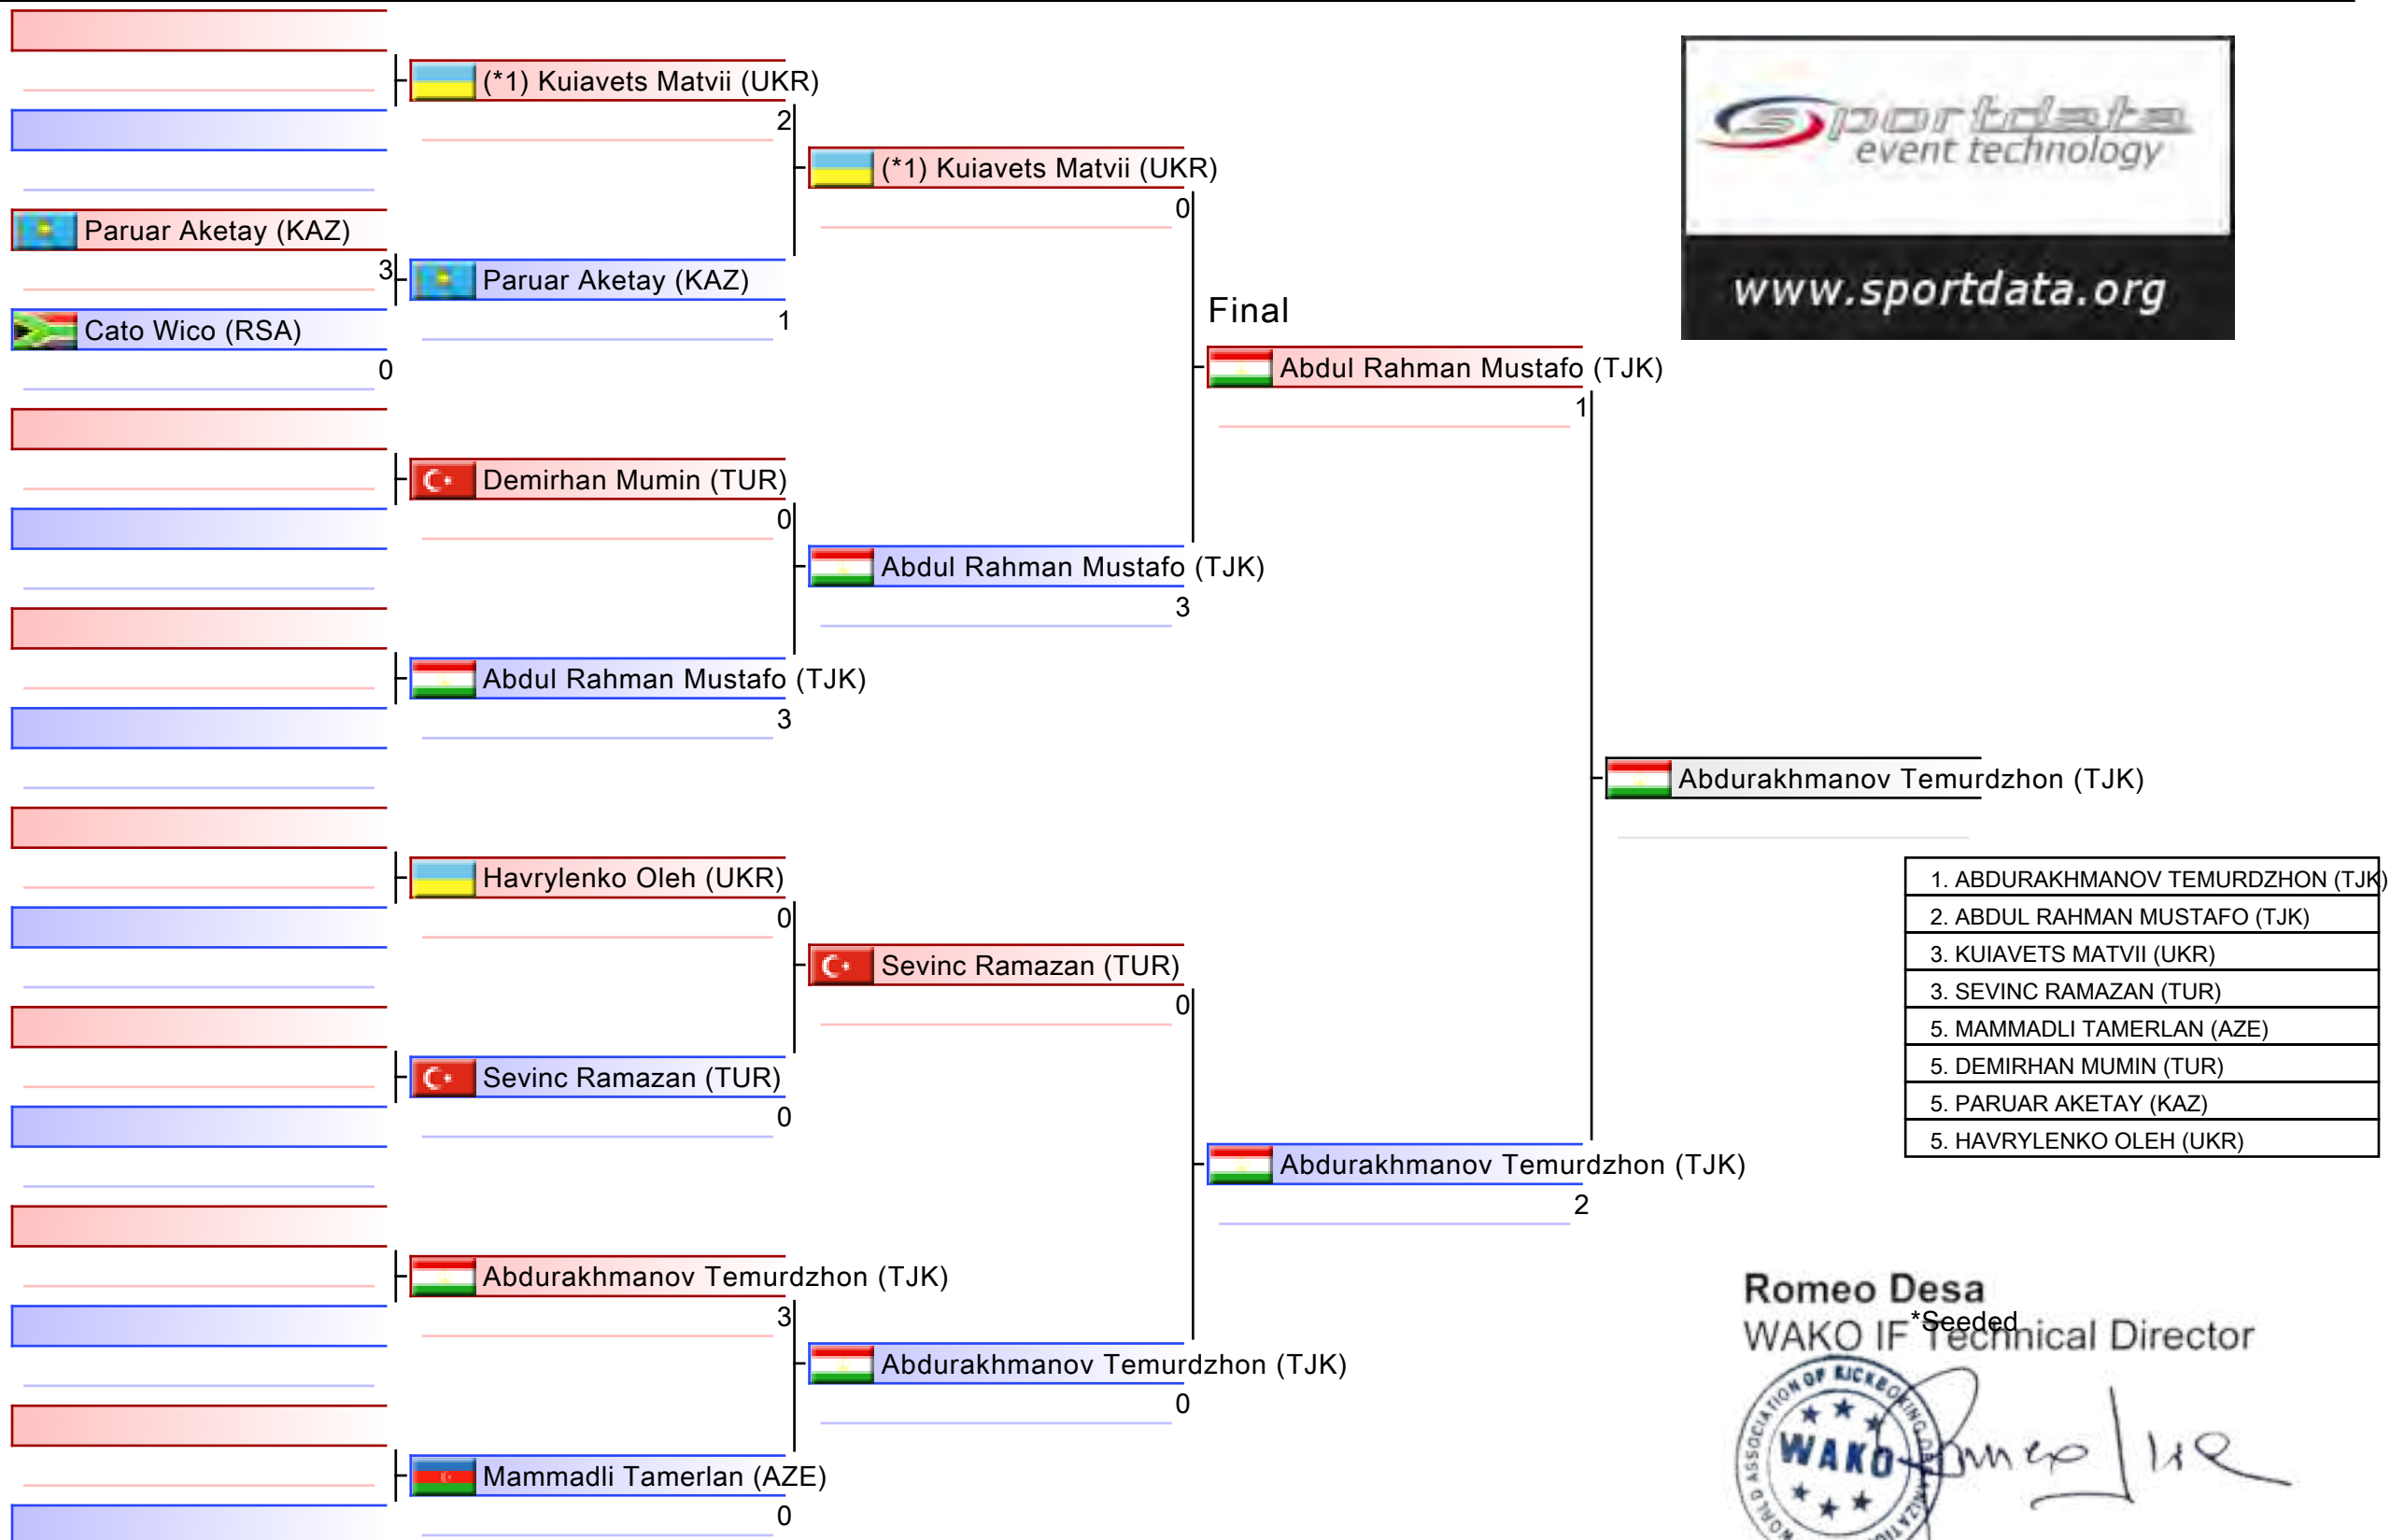 (*1) Kuiavets Matvii (UKR)
2
(*1) Kuiavets Matvii (UKR)
0
Paruar Aketay (KAZ)
3
Paruar Aketay (KAZ)
1
Cato Wico (RSA)
0
Final
Abdul Rahman Mustafo (TJK)
1
Demirhan Mumin (TUR)
0
Abdul Rahman Mustafo (TJK)
3
Abdul Rahman Mustafo (TJK)
3
Abdurakhmanov Temurdzhon (TJK)
Havrylenko Oleh (UKR)
0
Sevinc Ramazan (TUR)
0
Sevinc Ramazan (TUR)
0
Abdurakhmanov Temurdzhon (TJK)
2
Abdurakhmanov Temurdzhon (TJK)
3
Abdurakhmanov Temurdzhon (TJK)
0
Mammadli Tamerlan (AZE)
0
sportdata
event technology
www.sportdata.org
1. ABDURAKHMANOV TEMURDZHON (TJK)
2. ABDUL RAHMAN MUSTAFO (TJK)
3. KUIAVETS MATVII (UKR)
3. SEVINC RAMAZAN (TUR)
5. MAMMADLI TAMERLAN (AZE)
5. DEMIRHAN MUMIN (TUR)
5. PARUAR AKETAY (KAZ)
5. HAVRYLENKO OLEH (UKR)
Romeo Desa
*Seeded
WAKO IF Technical Director
WORLD ASSOCIATION OF KICKBOXING
WAKO